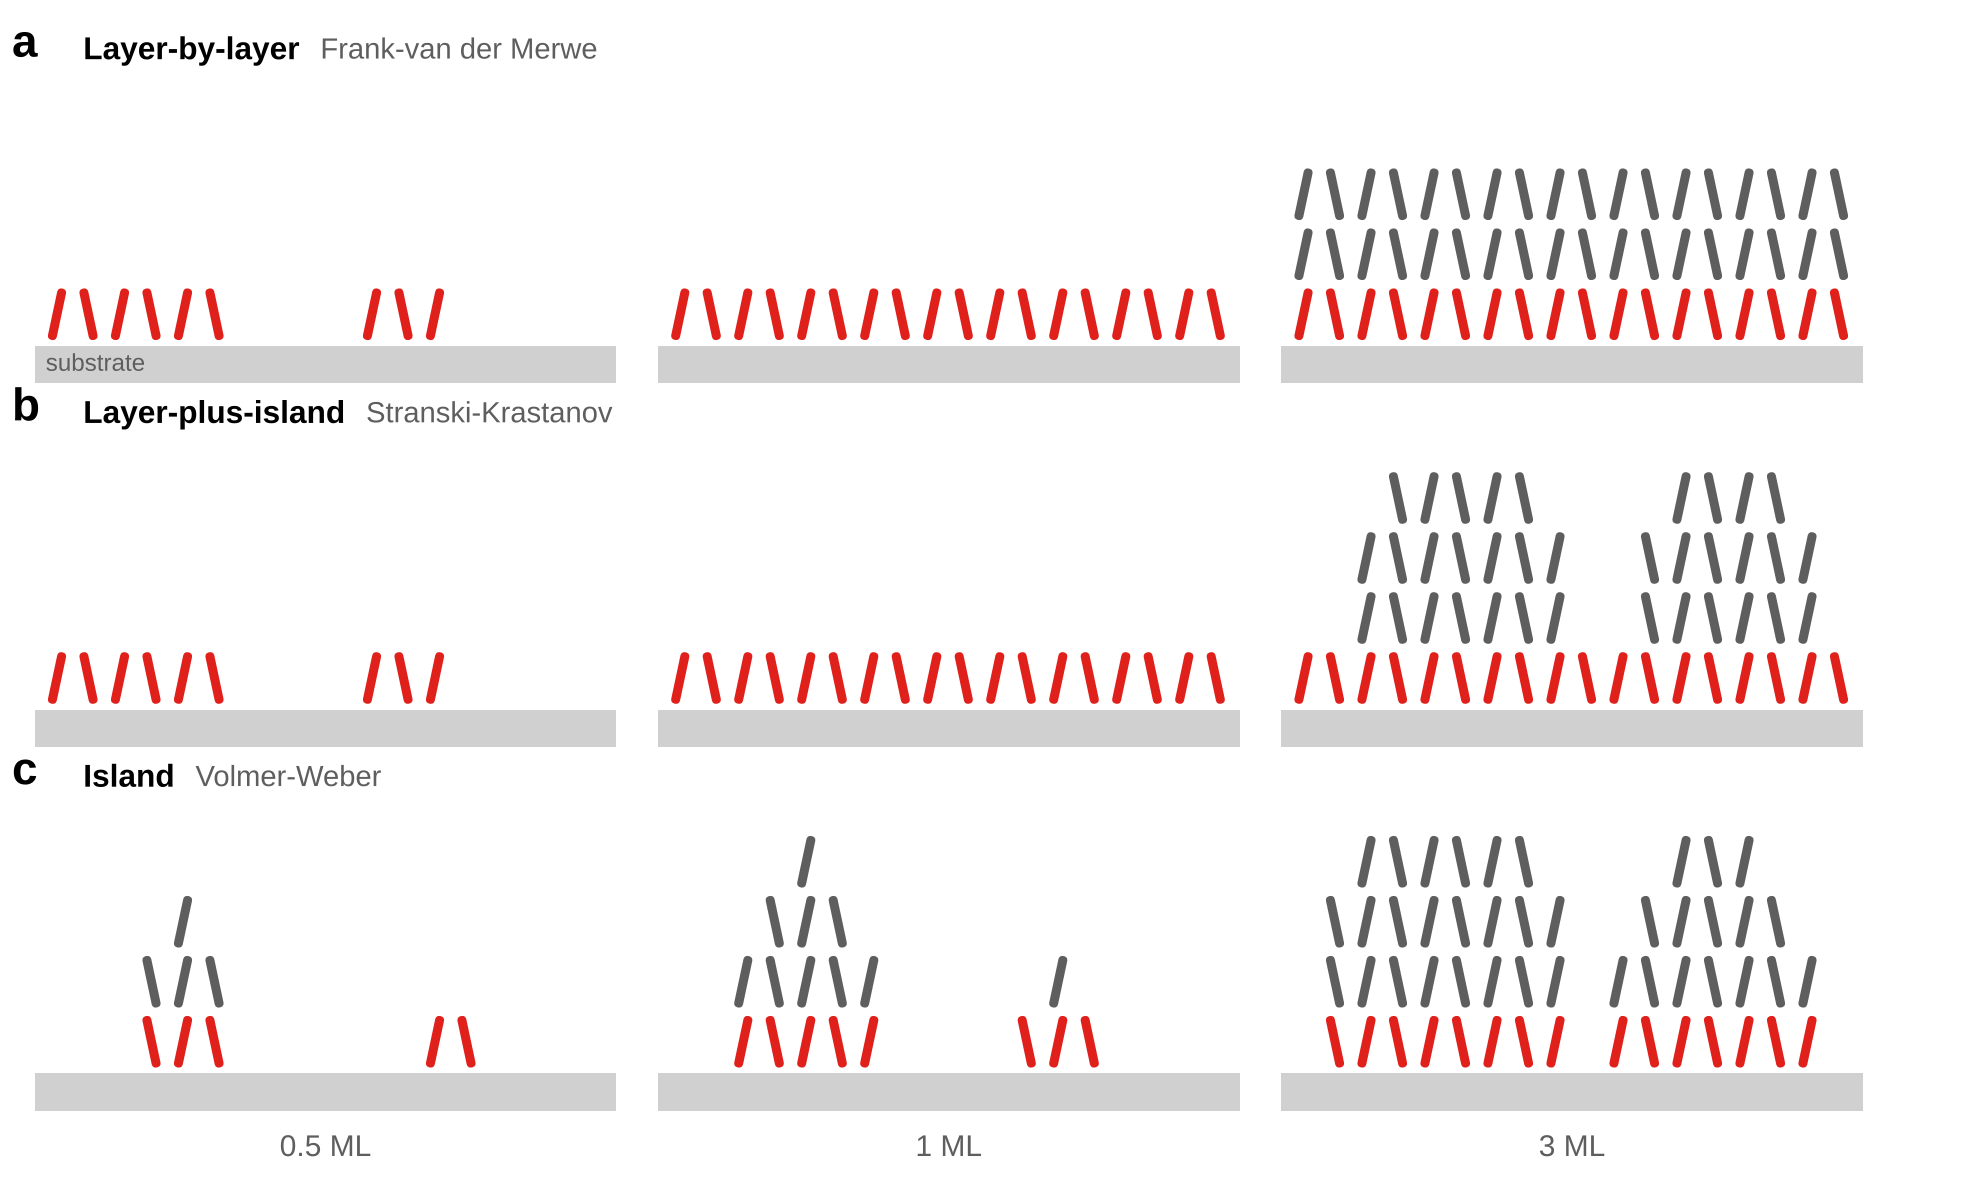 a Layer-by-layer Frank-van der Merwe
substrate
b Layer-plus-island Stranski-Krastanov
c Island Volmer-Weber
0.5 ML 1 ML 3 ML